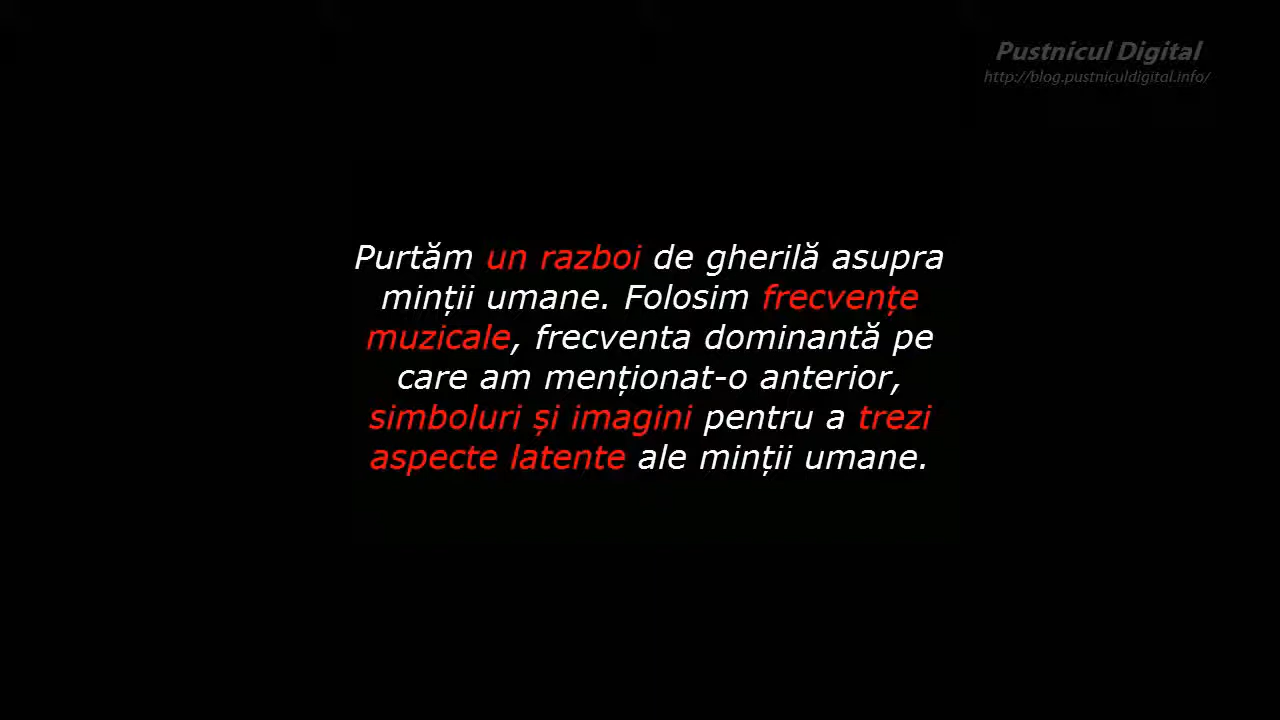 Pustnicul Digital
http://blog.pustniculdigital.info/
Purtăm un razboi de gherilă asupra
minții umane. Folosim frecvențe
muzicale, frecventa dominantă pe
care am menționat-o anterior,
simboluri și imagini pentru a trezi
aspecte latente ale minții umane.